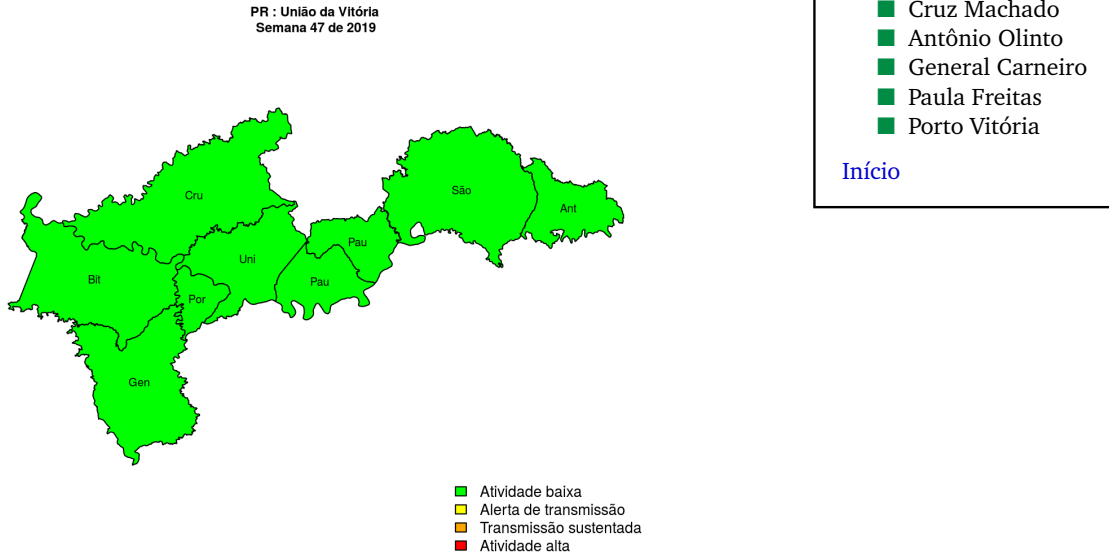 PR : União da Vitória
Semana 47 de 2019
Cru
São
Ant
Pau
Uni
Bit
Pau
Por
Gen
Atividade baixa
Alerta de transmissão
Transmissão sustentada
Atividade alta
Cruz Machado
Antônio Olinto
General Carneiro
Paula Freitas
Porto Vitória
Início